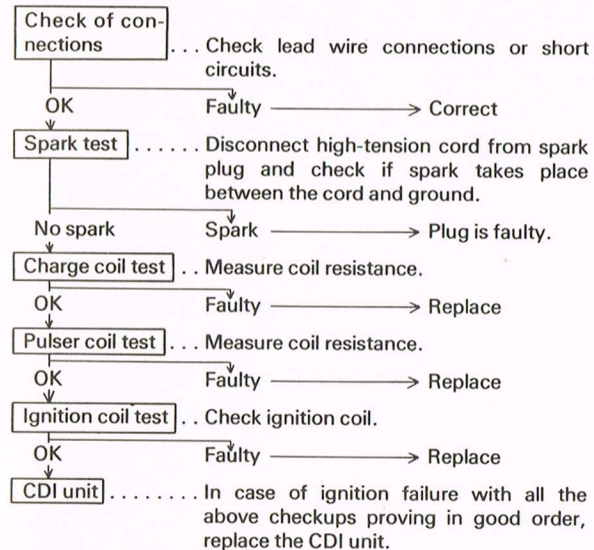 Check of con-
nections . . . Check lead wire connections or short
circuits.
OK Faulty Correct
Spark test . . . . . . Disconnect high-tension cord from spark
plug and check if spark takes place
between the cord and ground.
No spark Spark Plug is faulty.
Charge coil test . . Measure coil resistance.
OK Faulty Replace
Pulser coil test . . . Measure coil resistance.
OK Faulty Replace
Ignition coil test . . Check ignition coil.
OK Faulty Replace
CDI unit . . . . . . . . In case of ignition failure with all the
above checkups proving in good order,
replace the CDI unit.